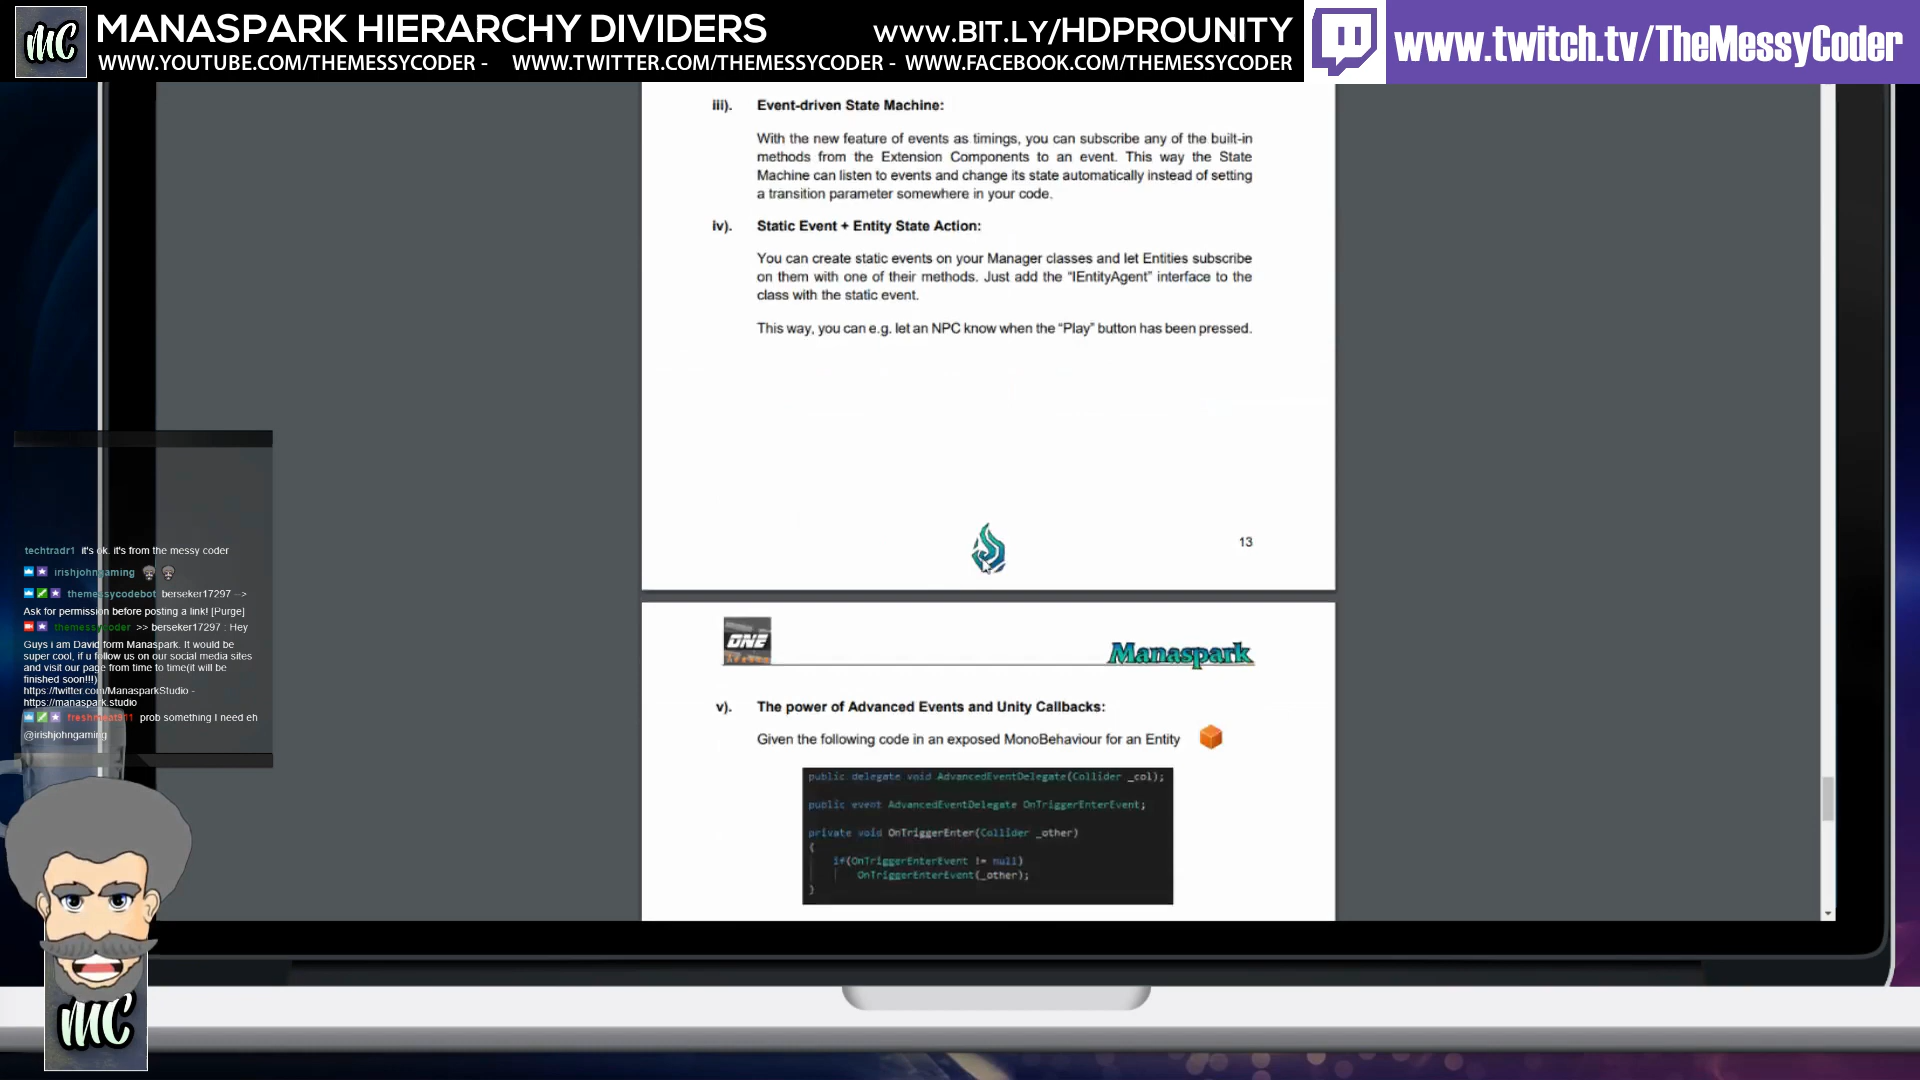 MC
MANASPARK HIERARCHY DIVIDERS
www.BIT.LY/HDPROUNITY
WWW.YOUTUBE.COM/THEMESSYCODER - WWW.TWITTER.COM/THEMESSYCODER - WWW.FACEBOOK.COM/THEMESSYCODER
www.twitch.tv/TheMessyCoder
iii). Event-driven State Machine:
With the new feature of events as timings, you can subscribe any of the built-in
methods from the Extension Components to an event. This way the State
Machine can listen to events and change its state automatically instead of setting
a transition parameter somewhere in your code.
iv). Static Event + Entity State Action:
You can create static events on your Manager classes and let Entities subscribe
on them with one of their methods. Just add the “IEntityAgent” interface to the
class with the static event.
This way, you can e.g. let an NPC know when the “Play” button has been pressed.
13
ONE
Manaspark
v). The power of Advanced Events and Unity Callbacks:
Given the following code in an exposed MonoBehaviour for an Entity
public delegate void AdvancedEventDelegate(Collider _col);
public event AdvancedEventDelegate OnTriggerEnterEvent;
private void OnTriggerEnter(Collider _other)
{
if(OnTriggerEnterEvent != null)
OnTriggerEnterEvent(_other);
}
techtradr1 it's ok. it's from the messy coder
irishjohngaming
themessycodebot berseker17297 -->
Ask for permission before posting a link! [Purge]
themessycoder >> berseker17297 : Hey
Guys i am David form Manaspark. It would be
super cool, if u follow us on our social media sites
and visit our page from time to time(it will be
finished soon!!!)
https://twitter.com/ManasparkStudio -
https://manaspark.studio
freshmeat511 prob something I need eh
@irishjohngaming
MC